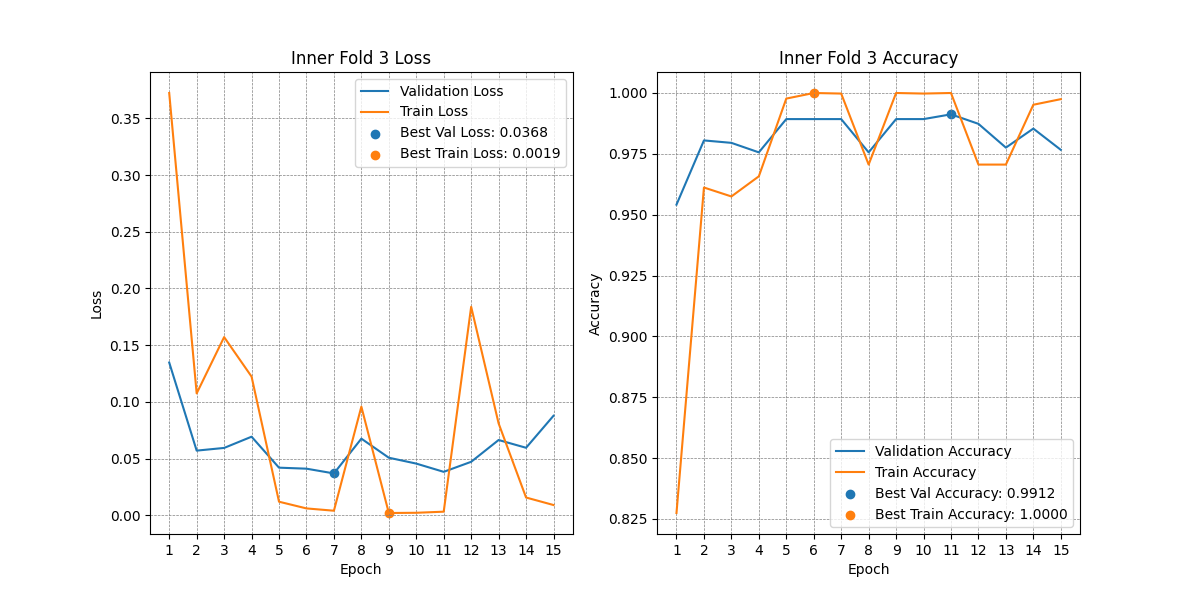 Inner Fold 3 Loss
Validation Loss
Train Loss
Best Val Loss: 0.0368
Best Train Loss: 0.0019
Loss
0.35
0.30
0.25
0.20
0.15
0.10
0.05
0.00
1 2 3 4 5 6 7 8 9 10 11 12 13 14 15
Epoch
Inner Fold 3 Accuracy
Accuracy
1.000
0.975
0.950
0.925
0.900
0.875
0.850
0.825
Validation Accuracy
Train Accuracy
Best Val Accuracy: 0.9912
Best Train Accuracy: 1.0000
1 2 3 4 5 6 7 8 9 10 11 12 13 14 15
Epoch